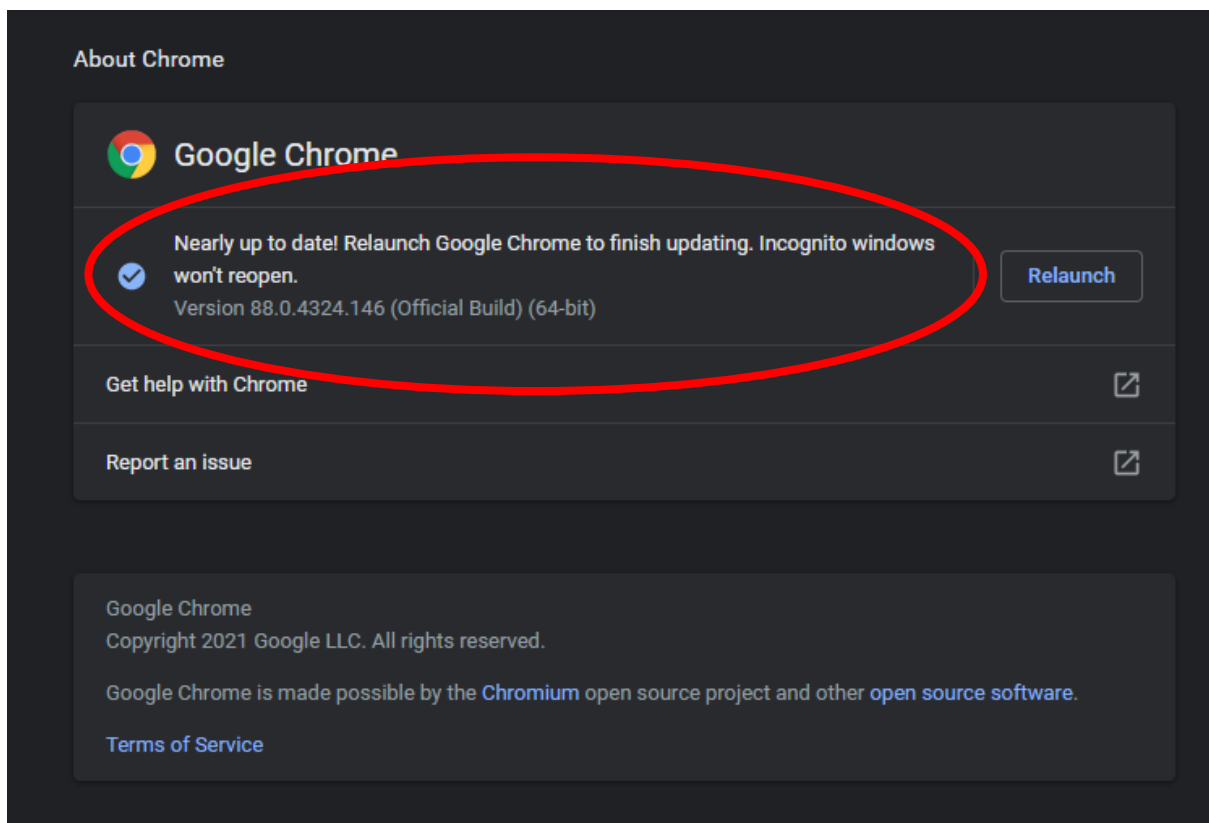 About Chrome
Google Chrome
Nearly up to date! Relaunch Google Chrome to finish updating. Incognito windows
won't reopen.
Version 88.0.4324.146 (Official Build) (64-bit)
Relaunch
Get help with Chrome
Report an issue
Google Chrome
Copyright 2021 Google LLC. All rights reserved.
Google Chrome is made possible by the Chromium open source project and other open source software.
Terms of Service